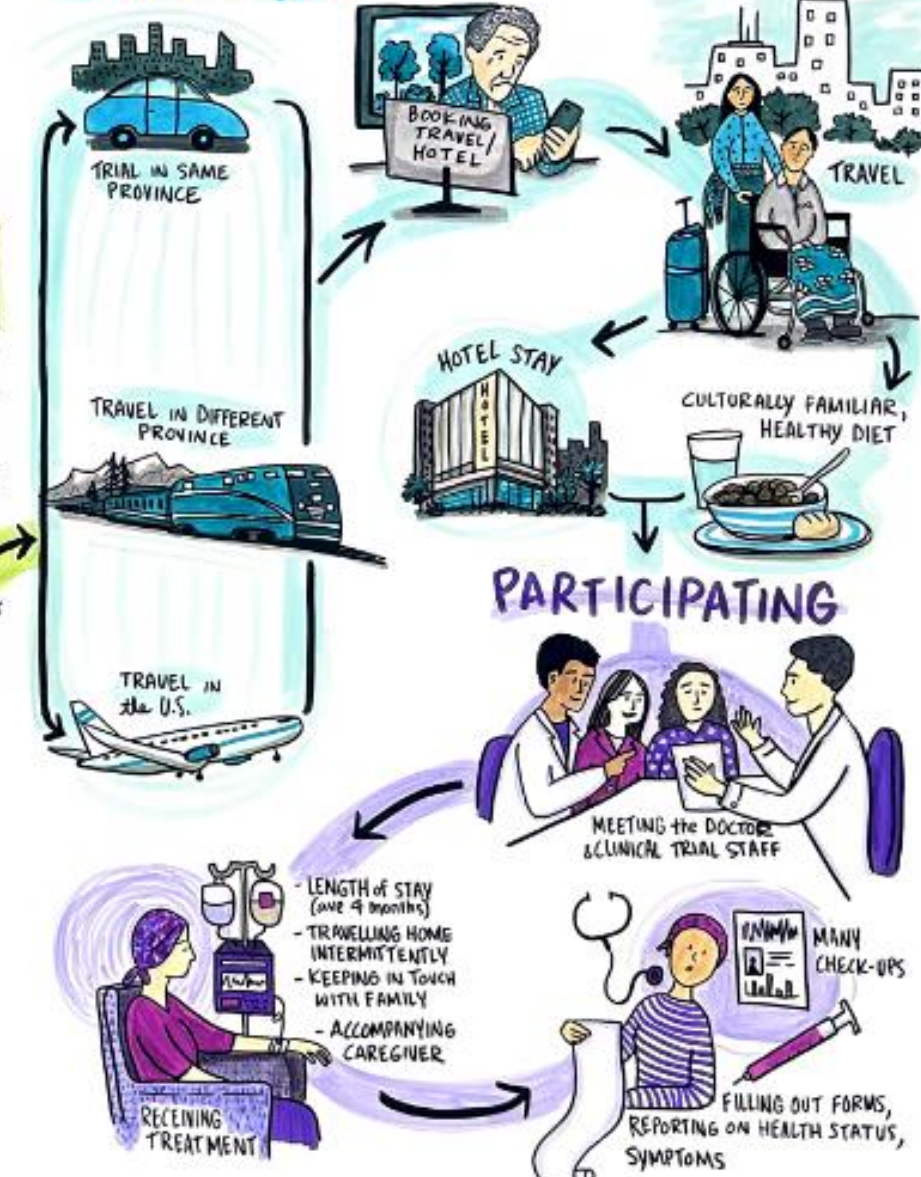 TRIAL IN SAME
PROVINCE
BOOKING
TRAVEL/
HOTEL
TRAVEL
TRAVEL IN DIFFERENT
PROVINCE
HOTEL STAY
HOTEL
CULTURALLY FAMILIAR,
HEALTHY DIET
TRAVEL IN
the U.S.
PARTICIPATING
MEETING the DOCTOR
& CLINICAL TRIAL STAFF
- LENGTH of STAY
(ave 4 months)
- TRAVELLING HOME
INTERMITTENTLY
- KEEPING IN TOUCH
WITH FAMILY
- ACCOMPANYING
CAREGIVER
RECEIVING
TREATMENT
MANY
CHECK-UPS
FILLING OUT FORMS,
REPORTING ON HEALTH STATUS,
SYMPTOMS